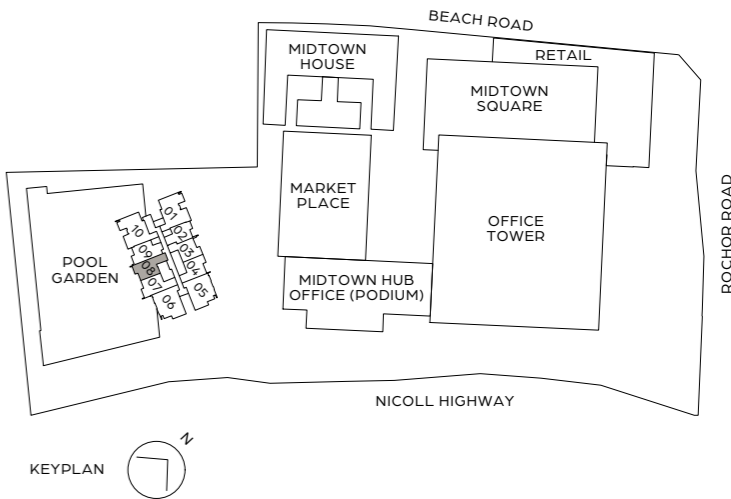 BEACH ROAD
MIDTOWN
HOUSE
RETAIL
MIDTOWN
SQUARE
MARKET
PLACE
OFFICE
TOWER
ROCHOR ROAD
POOL
GARDEN
01
02
03
04
05
10
09
08
07
06
MIDTOWN HUB
OFFICE (PODIUM)
NICOLL HIGHWAY
KEYPLAN
N